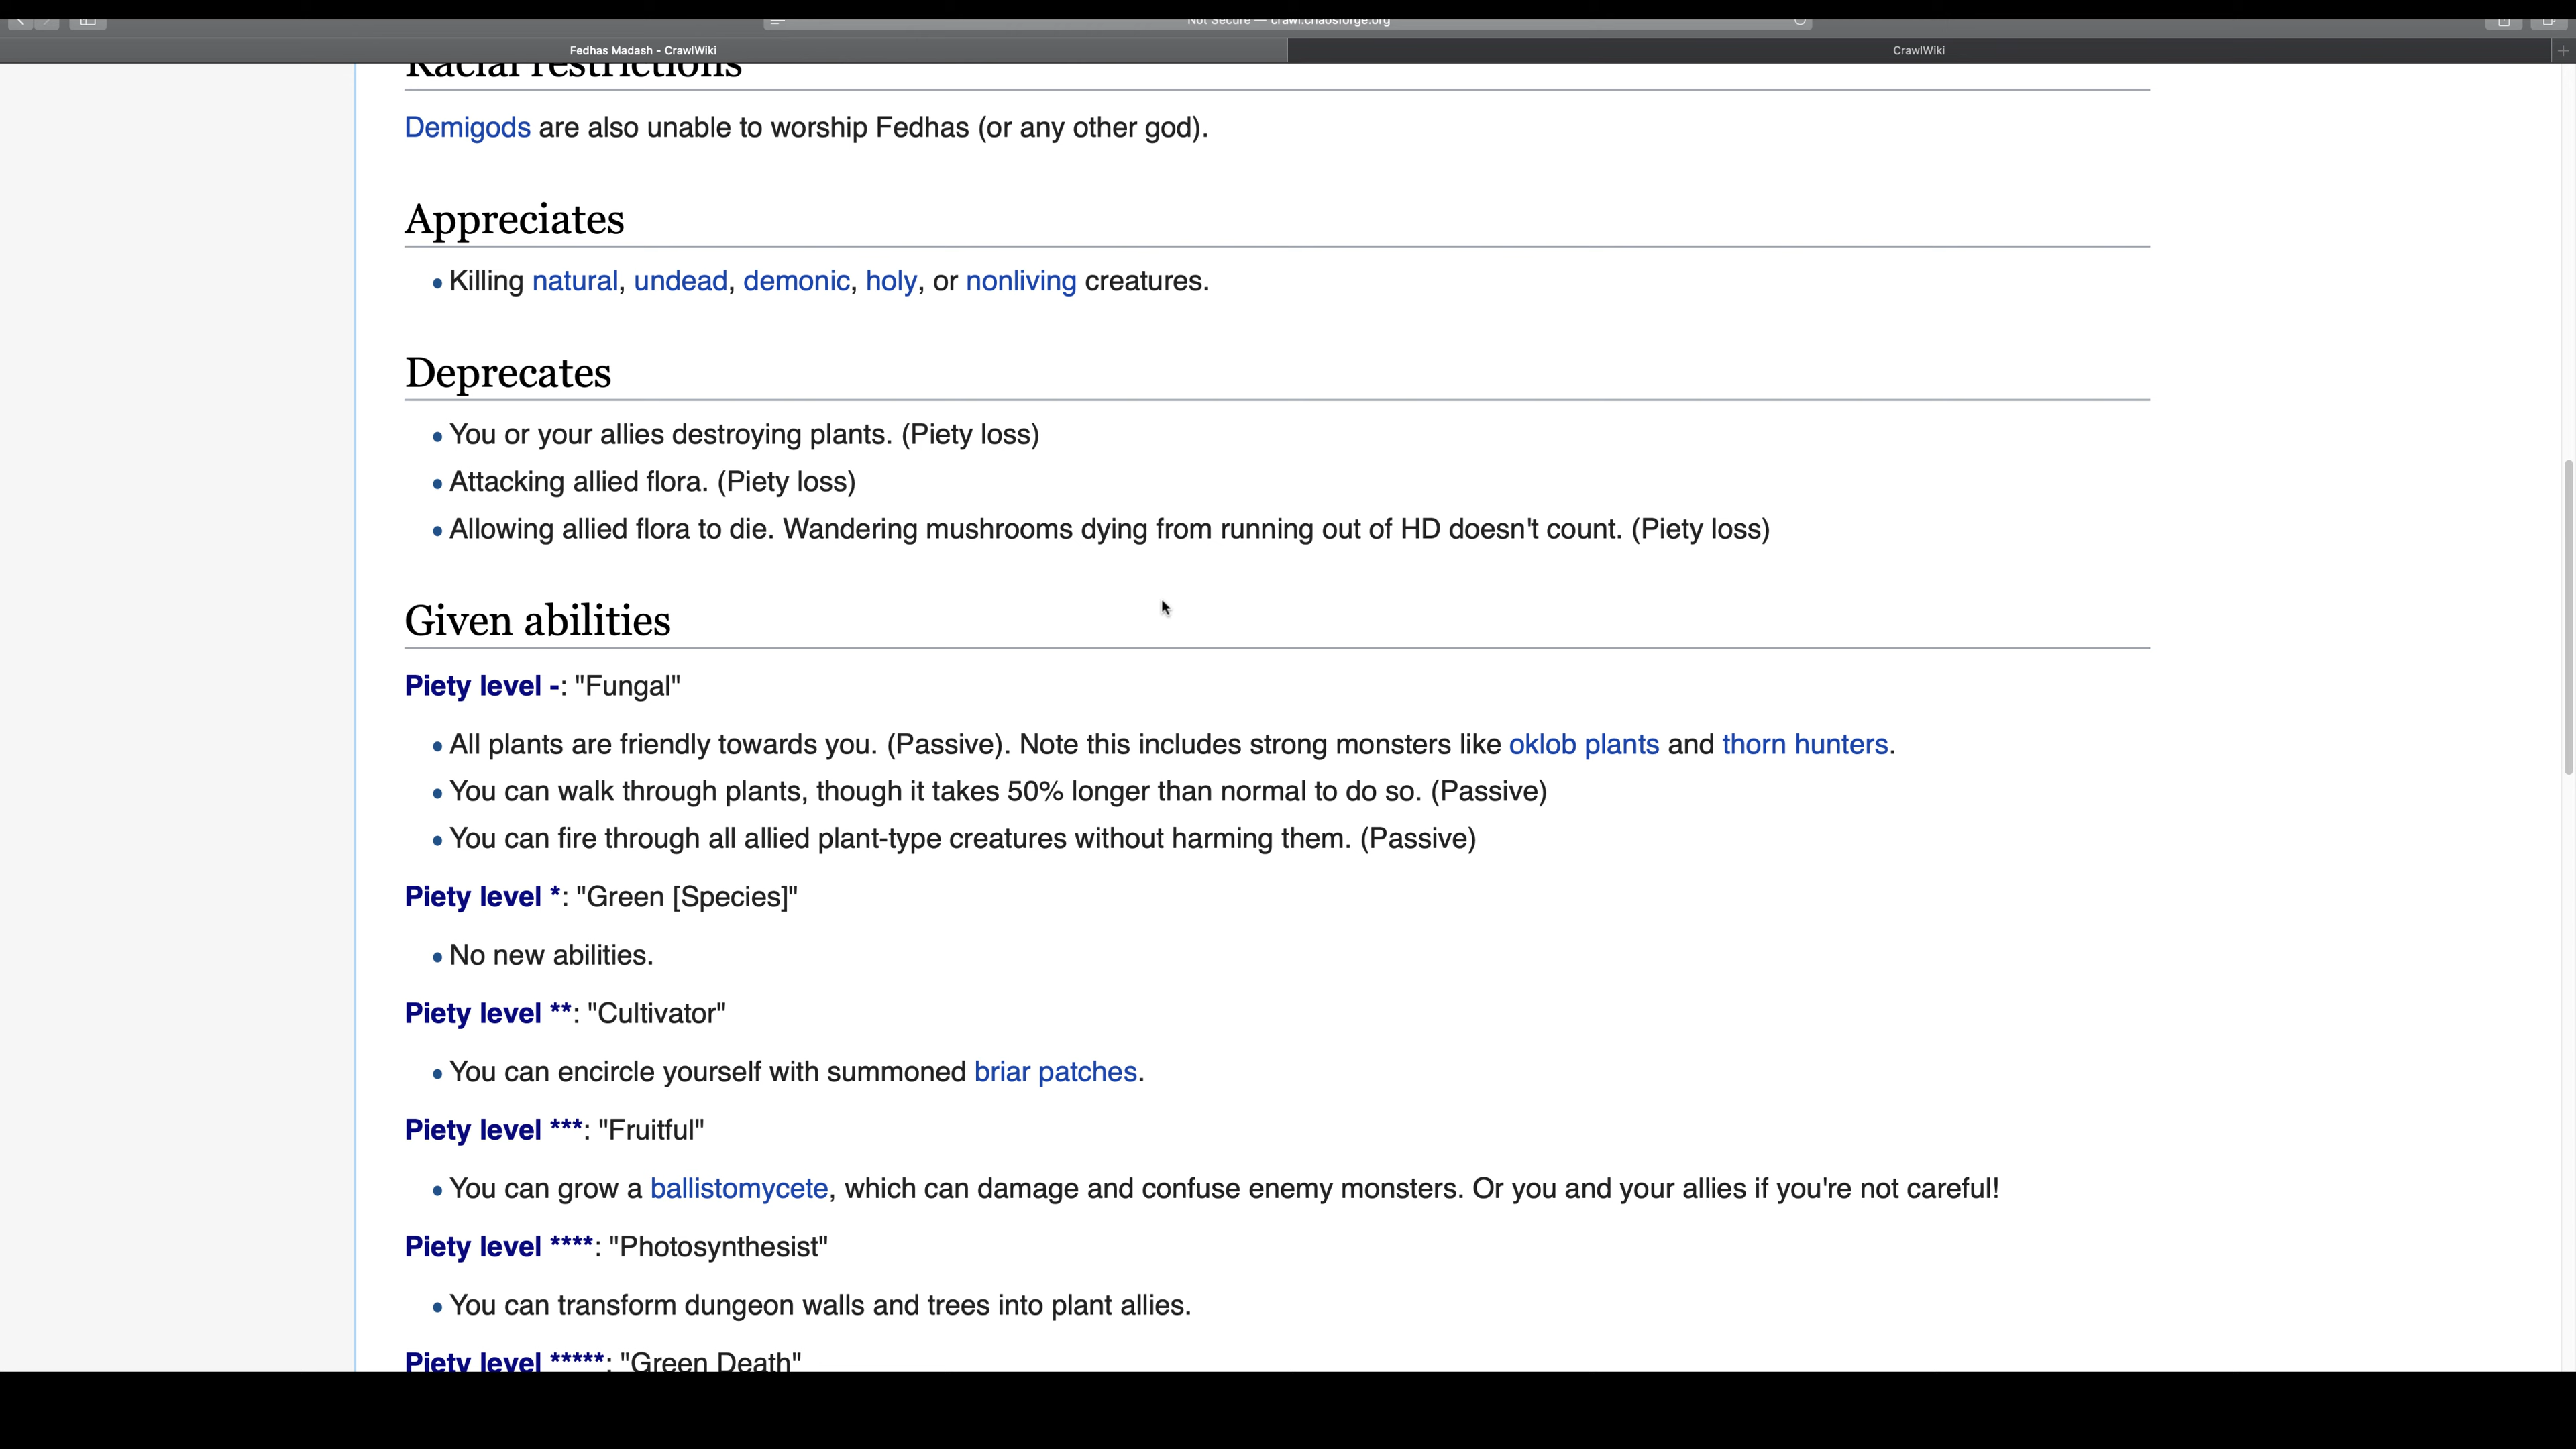 Not Secure — crawl.chaosforge.org
Fedhas Madash - CrawlWiki
CrawlWiki
Racial restrictions
Demigods are also unable to worship Fedhas (or any other god).
Appreciates
• Killing natural, undead, demonic, holy, or nonliving creatures.
Deprecates
• You or your allies destroying plants. (Piety loss)
• Attacking allied flora. (Piety loss)
• Allowing allied flora to die. Wandering mushrooms dying from running out of HD doesn't count. (Piety loss)
Given abilities
Piety level -: "Fungal"
• All plants are friendly towards you. (Passive). Note this includes strong monsters like oklob plants and thorn hunters.
• You can walk through plants, though it takes 50% longer than normal to do so. (Passive)
• You can fire through all allied plant-type creatures without harming them. (Passive)
Piety level *: "Green [Species]"
• No new abilities.
Piety level **: "Cultivator"
• You can encircle yourself with summoned briar patches.
Piety level ***: "Fruitful"
• You can grow a ballistomycete, which can damage and confuse enemy monsters. Or you and your allies if you're not careful!
Piety level ****: "Photosynthesist"
• You can transform dungeon walls and trees into plant allies.
Piety level *****: "Green Death"